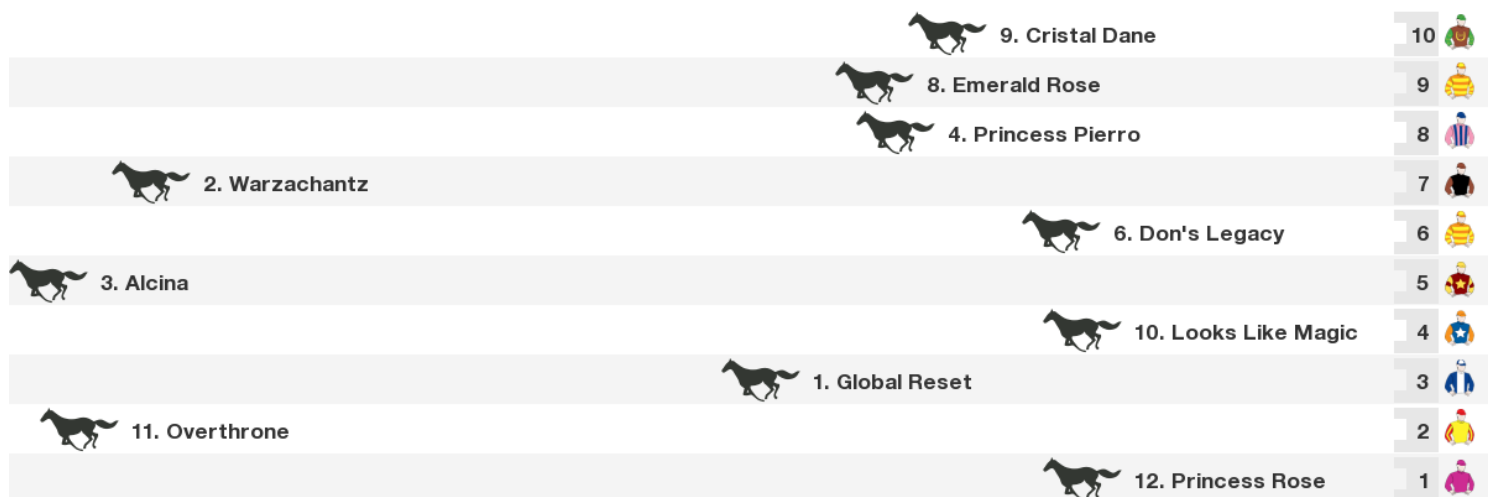 9. Cristal Dane 10
8. Emerald Rose 9
4. Princess Pierro 8
2. Warzachantz 7
6. Don's Legacy 6
3. Alcina 5
10. Looks Like Magic 4
1. Global Reset 3
11. Overthrone 2
12. Princess Rose 1